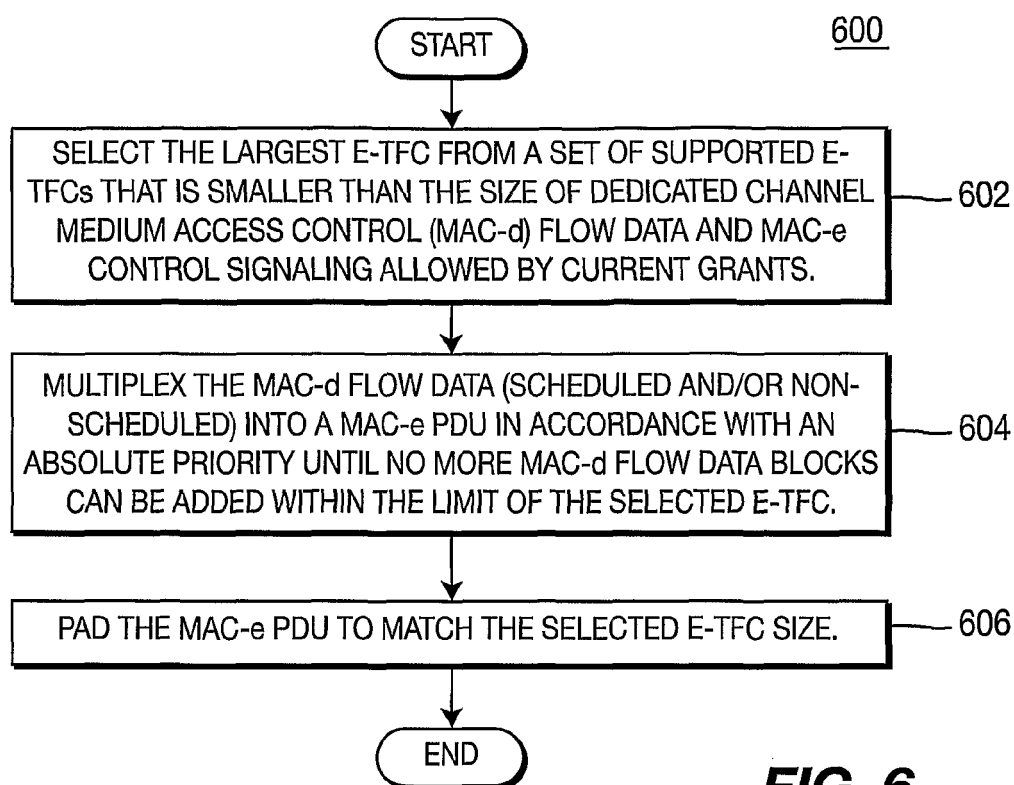 START
600
SELECT THE LARGEST E-TFC FROM A SET OF SUPPORTED E-
TFCs THAT IS SMALLER THAN THE SIZE OF DEDICATED CHANNEL
MEDIUM ACCESS CONTROL (MAC-d) FLOW DATA AND MAC-e
CONTROL SIGNALING ALLOWED BY CURRENT GRANTS.
602
MULTIPLEX THE MAC-d FLOW DATA (SCHEDULED AND/OR NON-
SCHEDULED) INTO A MAC-e PDU IN ACCORDANCE WITH AN
ABSOLUTE PRIORITY UNTIL NO MORE MAC-d FLOW DATA BLOCKS
CAN BE ADDED WITHIN THE LIMIT OF THE SELECTED E-TFC.
604
PAD THE MAC-e PDU TO MATCH THE SELECTED E-TFC SIZE.
606
END
FIG. 6